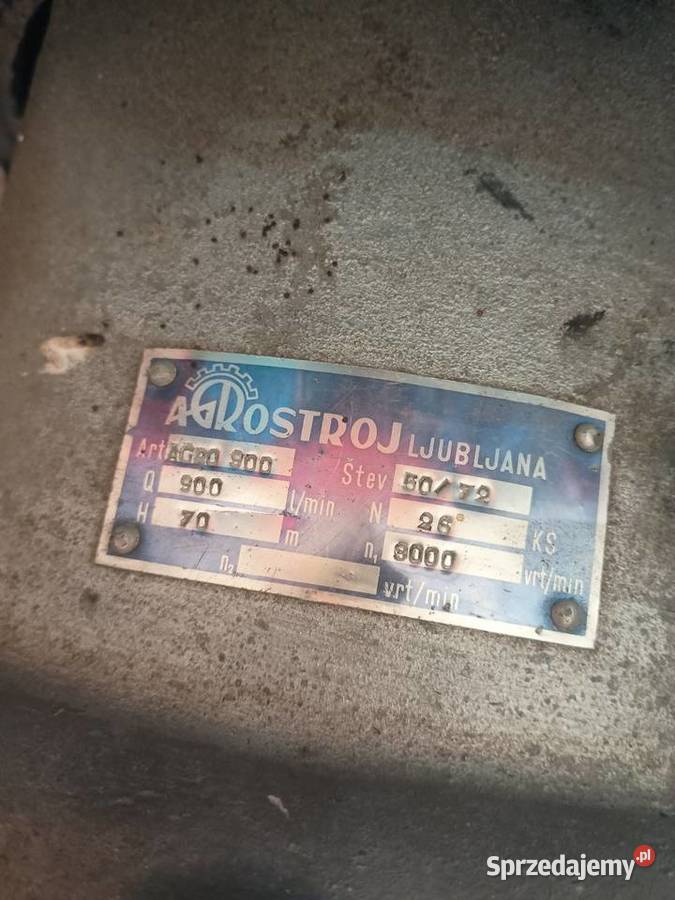 AGROSTROJ LJUBLJANA
Art AGRO 900 Štev 50/72
Q 900 l/min N 26 KS
H 70 m n₁ 3000 vrt/min
n₂ vrt/min
Sprzedajemy.pl